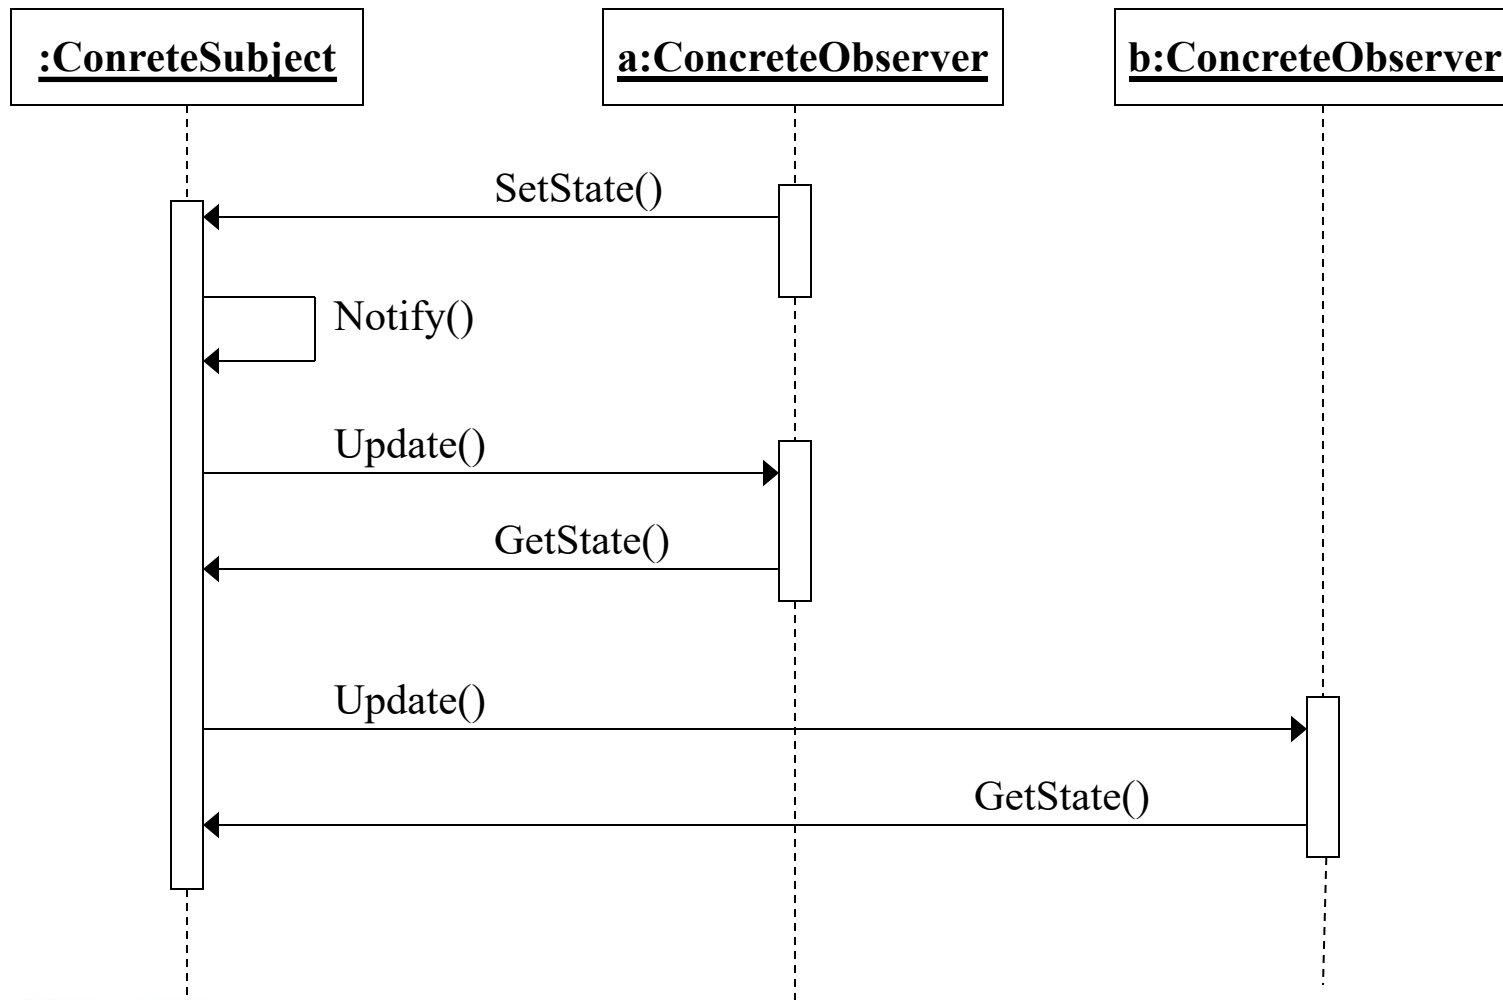 :ConreteSubject
a:ConcreteObserver
b:ConcreteObserver
SetState()
Notify()
Update()
GetState()
Update()
GetState()